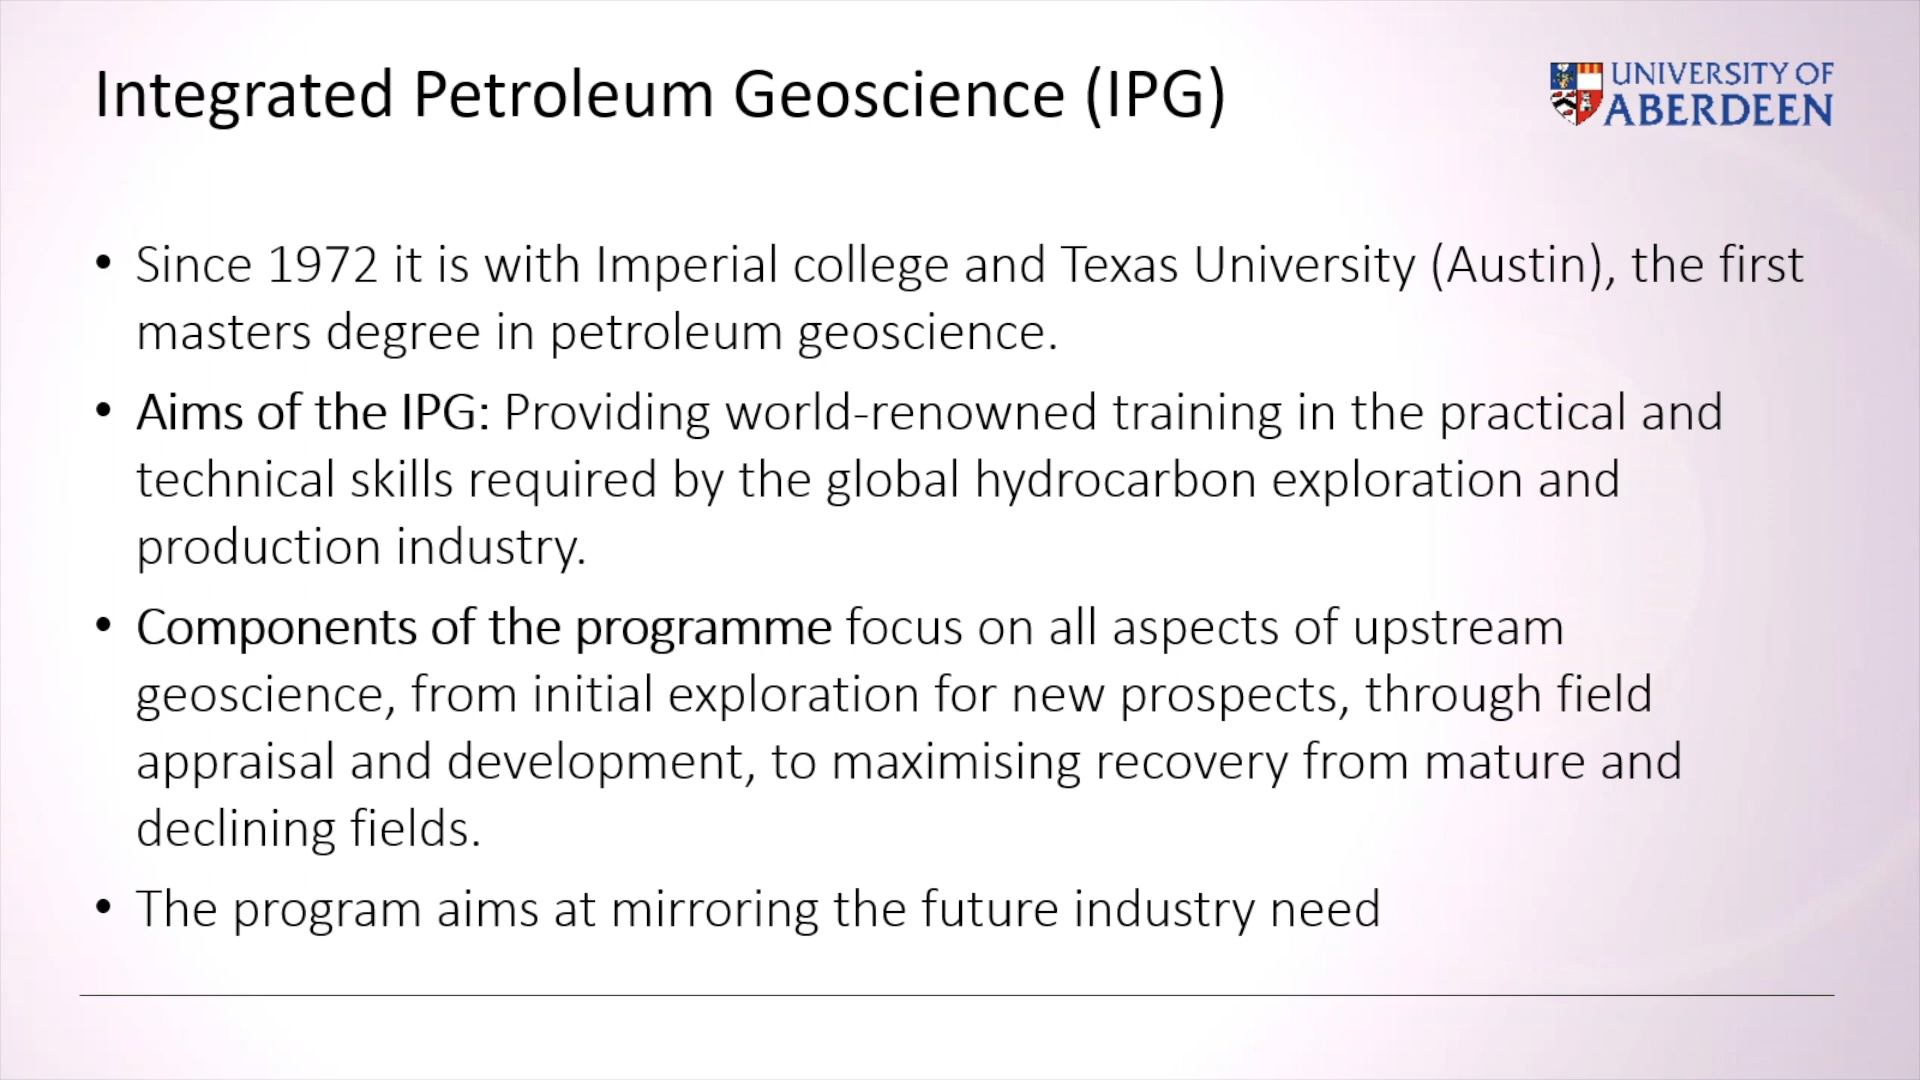 Integrated Petroleum Geoscience (IPG)
UNIVERSITY OF
ABERDEEN
• Since 1972 it is with Imperial college and Texas University (Austin), the first
masters degree in petroleum geoscience.
• Aims of the IPG: Providing world-renowned training in the practical and
technical skills required by the global hydrocarbon exploration and
production industry.
• Components of the programme focus on all aspects of upstream
geoscience, from initial exploration for new prospects, through field
appraisal and development, to maximising recovery from mature and
declining fields.
• The program aims at mirroring the future industry need